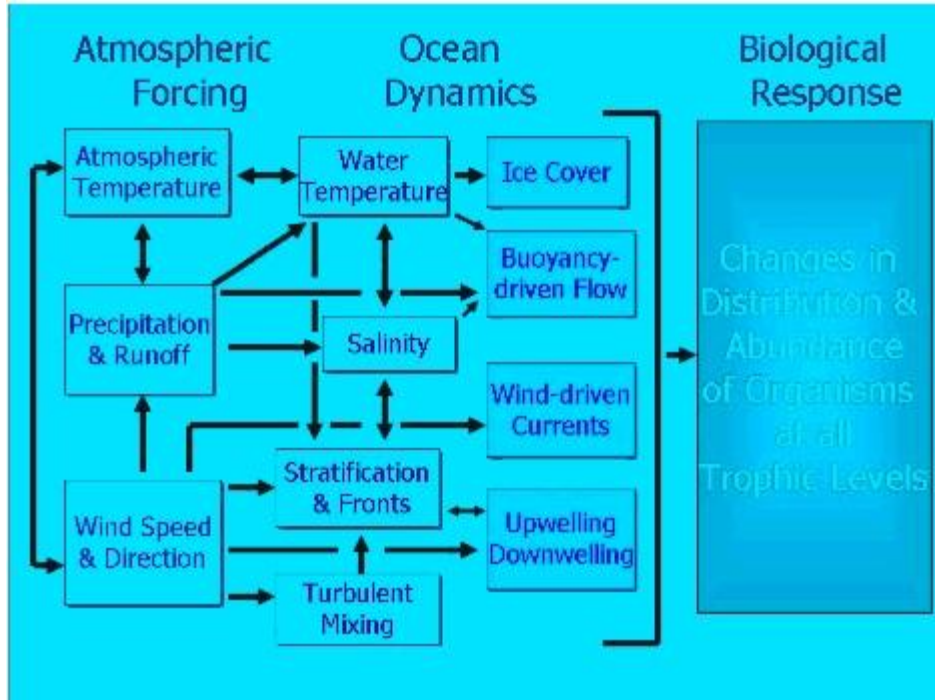 Atmospheric
Forcing
Ocean
Dynamics
Biological
Response
Atmospheric
Temperature
Water
Temperature
Ice Cover
Buoyancy-
driven Flow
Precipitation
& Runoff
Salinity
Wind-driven
Currents
Stratification
& Fronts
Wind Speed
& Direction
Upwelling
Downwelling
Turbulent
Mixing
Changes in
Distribution &
Abundance
of Organisms
at all
Trophic Levels